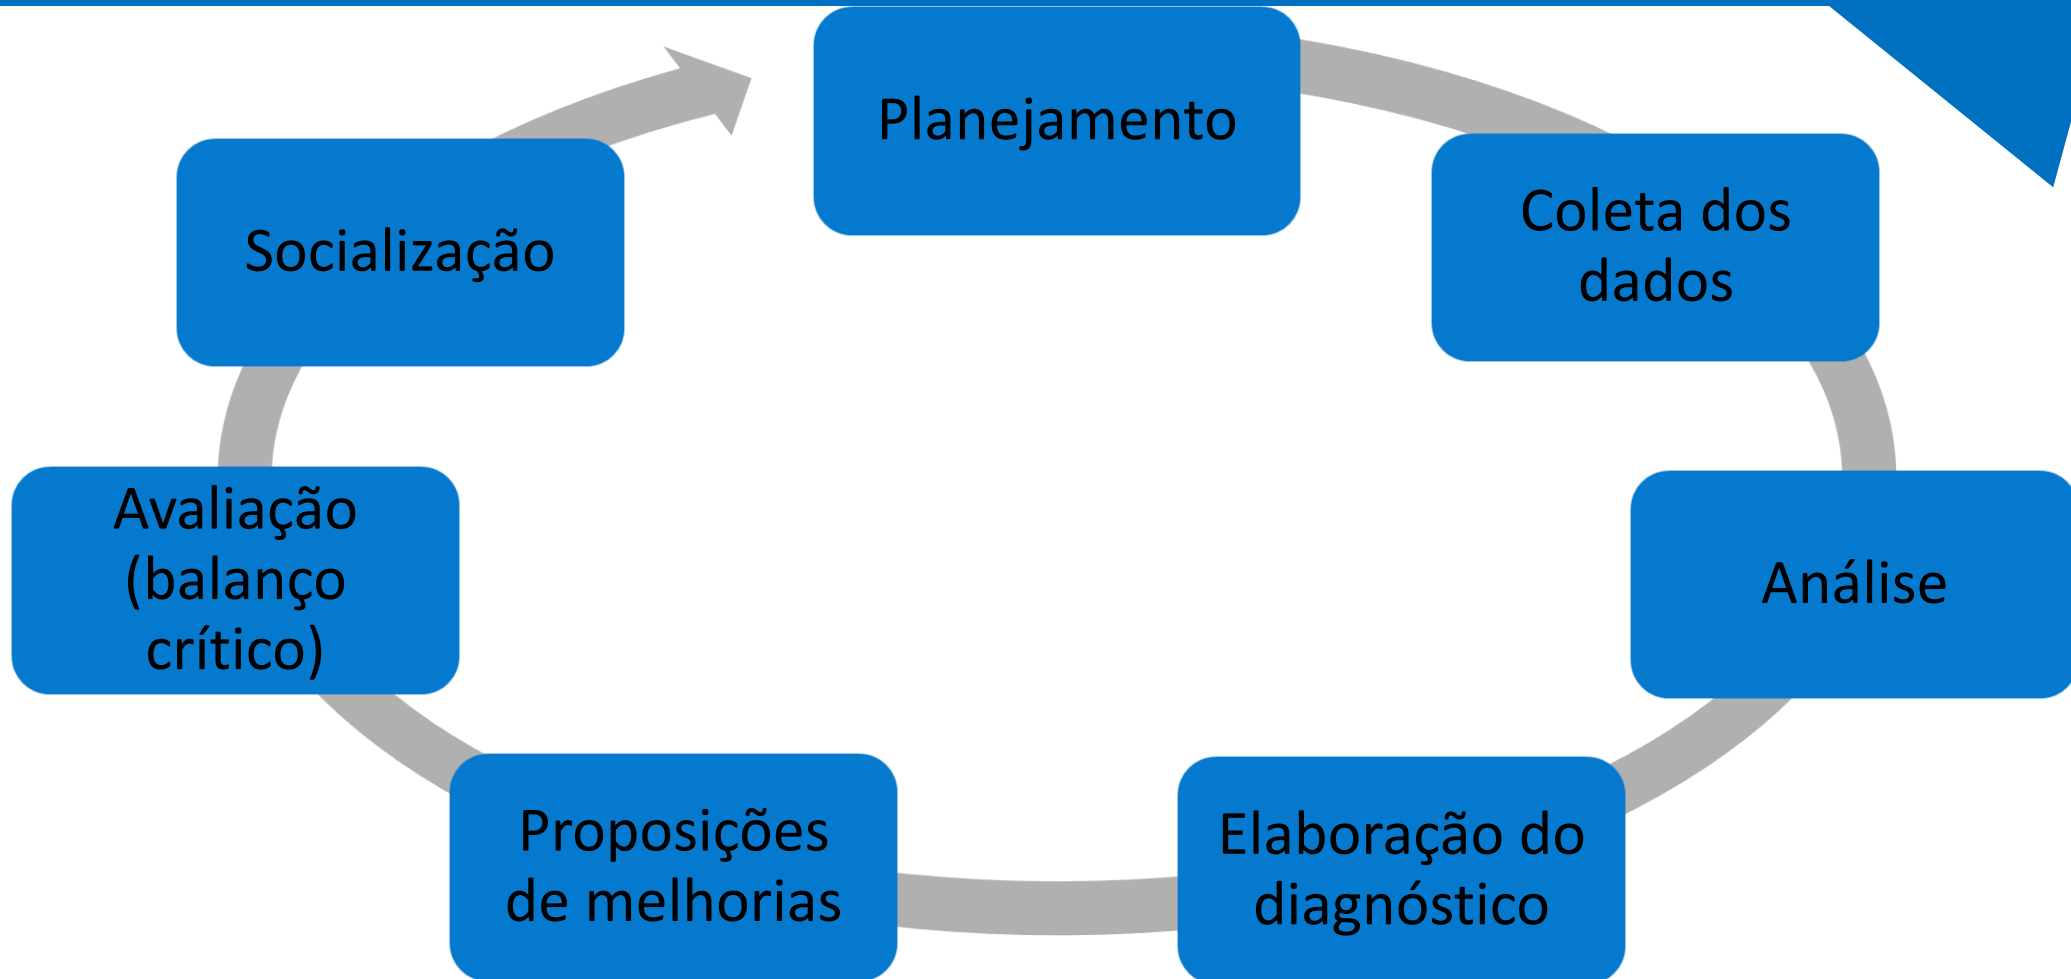 Planejamento
Coleta dos
dados
Análise
Elaboração do
diagnóstico
Proposições
de melhorias
Avaliação
(balanço
crítico)
Socialização